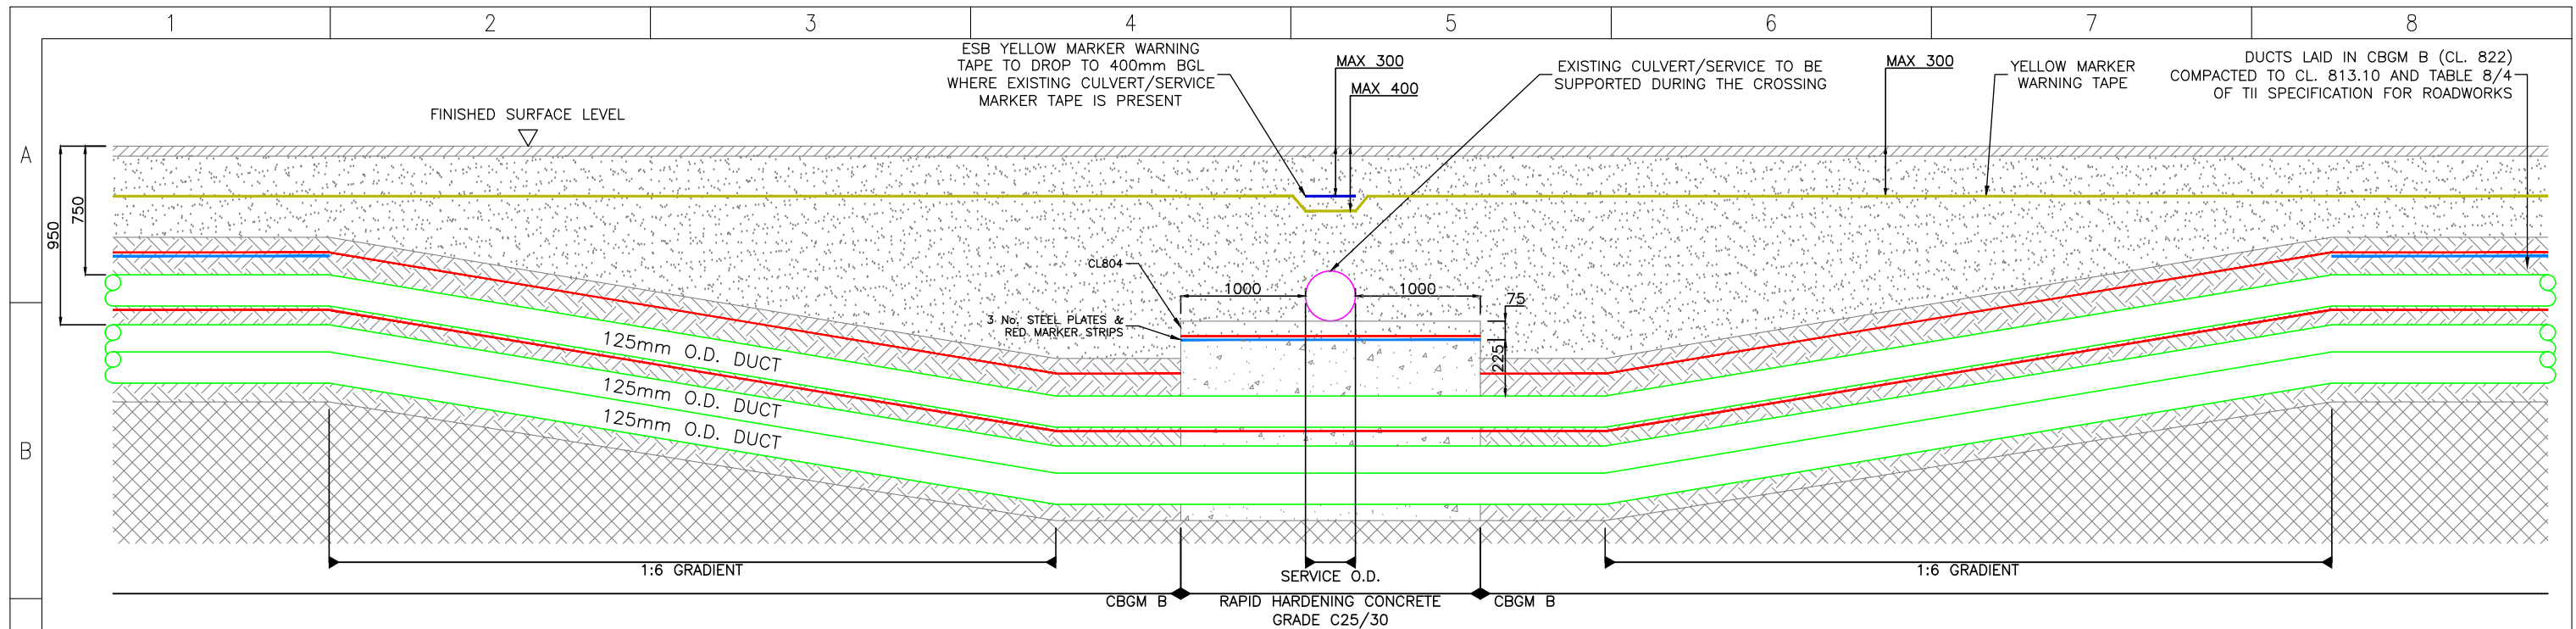 1 2 3 4 5 6 7 8
ESB YELLOW MARKER WARNING
TAPE TO DROP TO 400mm BGL
WHERE EXISTING CULVERT/SERVICE
MARKER TAPE IS PRESENT
MAX 300
MAX 400
EXISTING CULVERT/SERVICE TO BE
SUPPORTED DURING THE CROSSING
MAX 300
YELLOW MARKER
WARNING TAPE
DUCTS LAID IN CBGM B (CL. 822)
COMPACTED TO CL. 813.10 AND TABLE 8/4
OF TII SPECIFICATION FOR ROADWORKS
FINISHED SURFACE LEVEL
A
750
950
CL804
1000
1000
75
3 No. STEEL PLATES &
RED MARKER STRIPS
225
125mm O.D. DUCT
125mm O.D. DUCT
125mm O.D. DUCT
B
1:6 GRADIENT
SERVICE O.D.
1:6 GRADIENT
CBGM B
RAPID HARDENING CONCRETE
GRADE C25/30
CBGM B